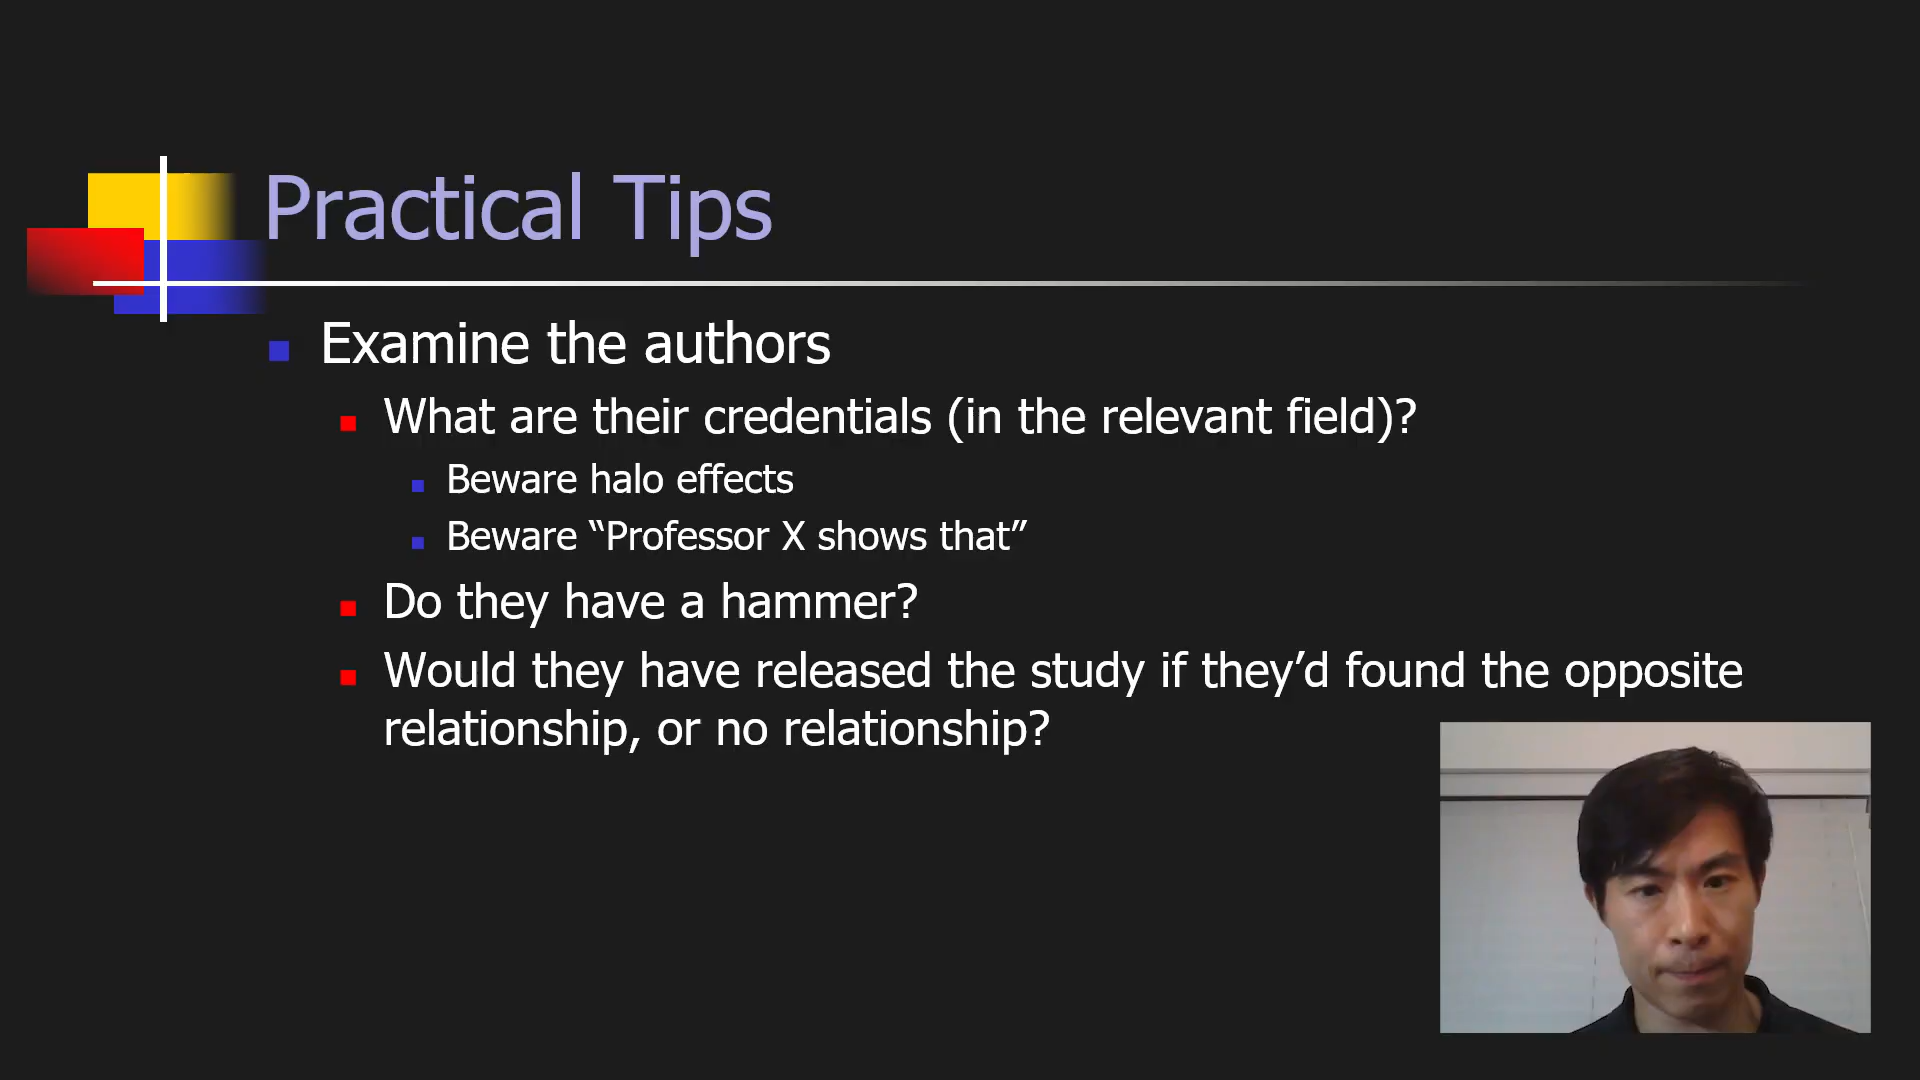 Practical Tips
Examine the authors
What are their credentials (in the relevant field)?
Beware halo effects
Beware “Professor X shows that”
Do they have a hammer?
Would they have released the study if they’d found the opposite
relationship, or no relationship?